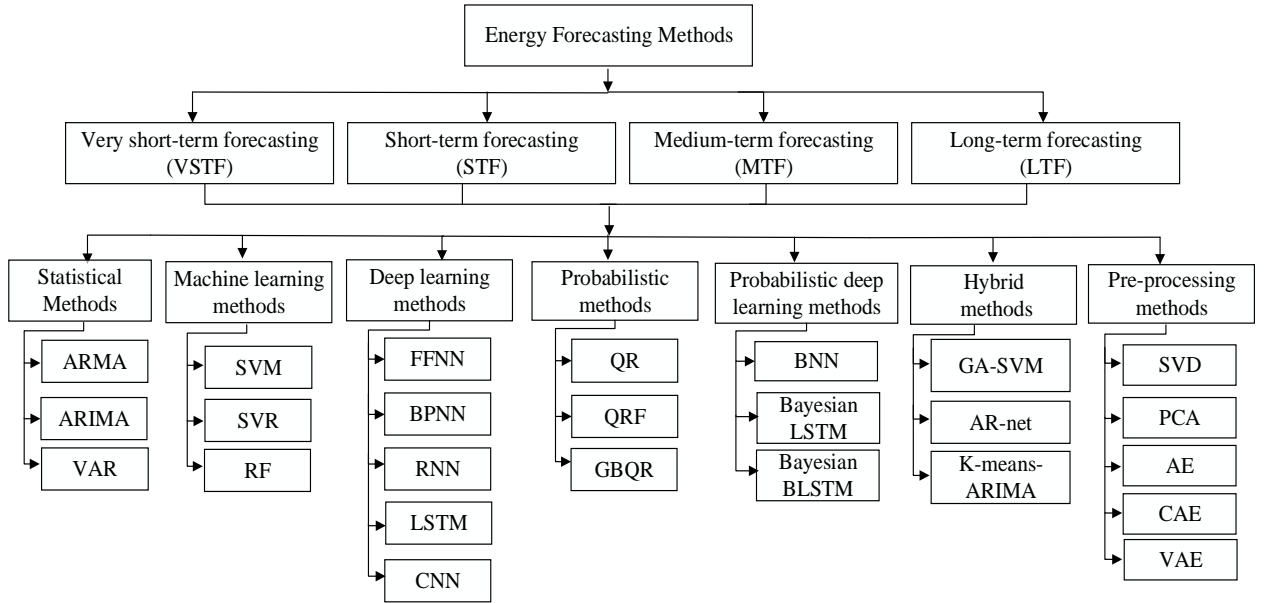 Energy Forecasting Methods
Very short-term forecasting
(VSTF)
Short-term forecasting
(STF)
Medium-term forecasting
(MTF)
Long-term forecasting
(LTF)
Statistical
Methods
ARMA
ARIMA
VAR
Machine learning
methods
SVM
SVR
RF
Deep learning
methods
FFNN
BPNN
RNN
LSTM
CNN
Probabilistic
methods
QR
QRF
GBQR
Probabilistic deep
learning methods
BNN
Bayesian
LSTM
Bayesian
BLSTM
Hybrid
methods
GA-SVM
AR-net
K-means-
ARIMA
Pre-processing
methods
SVD
PCA
AE
CAE
VAE